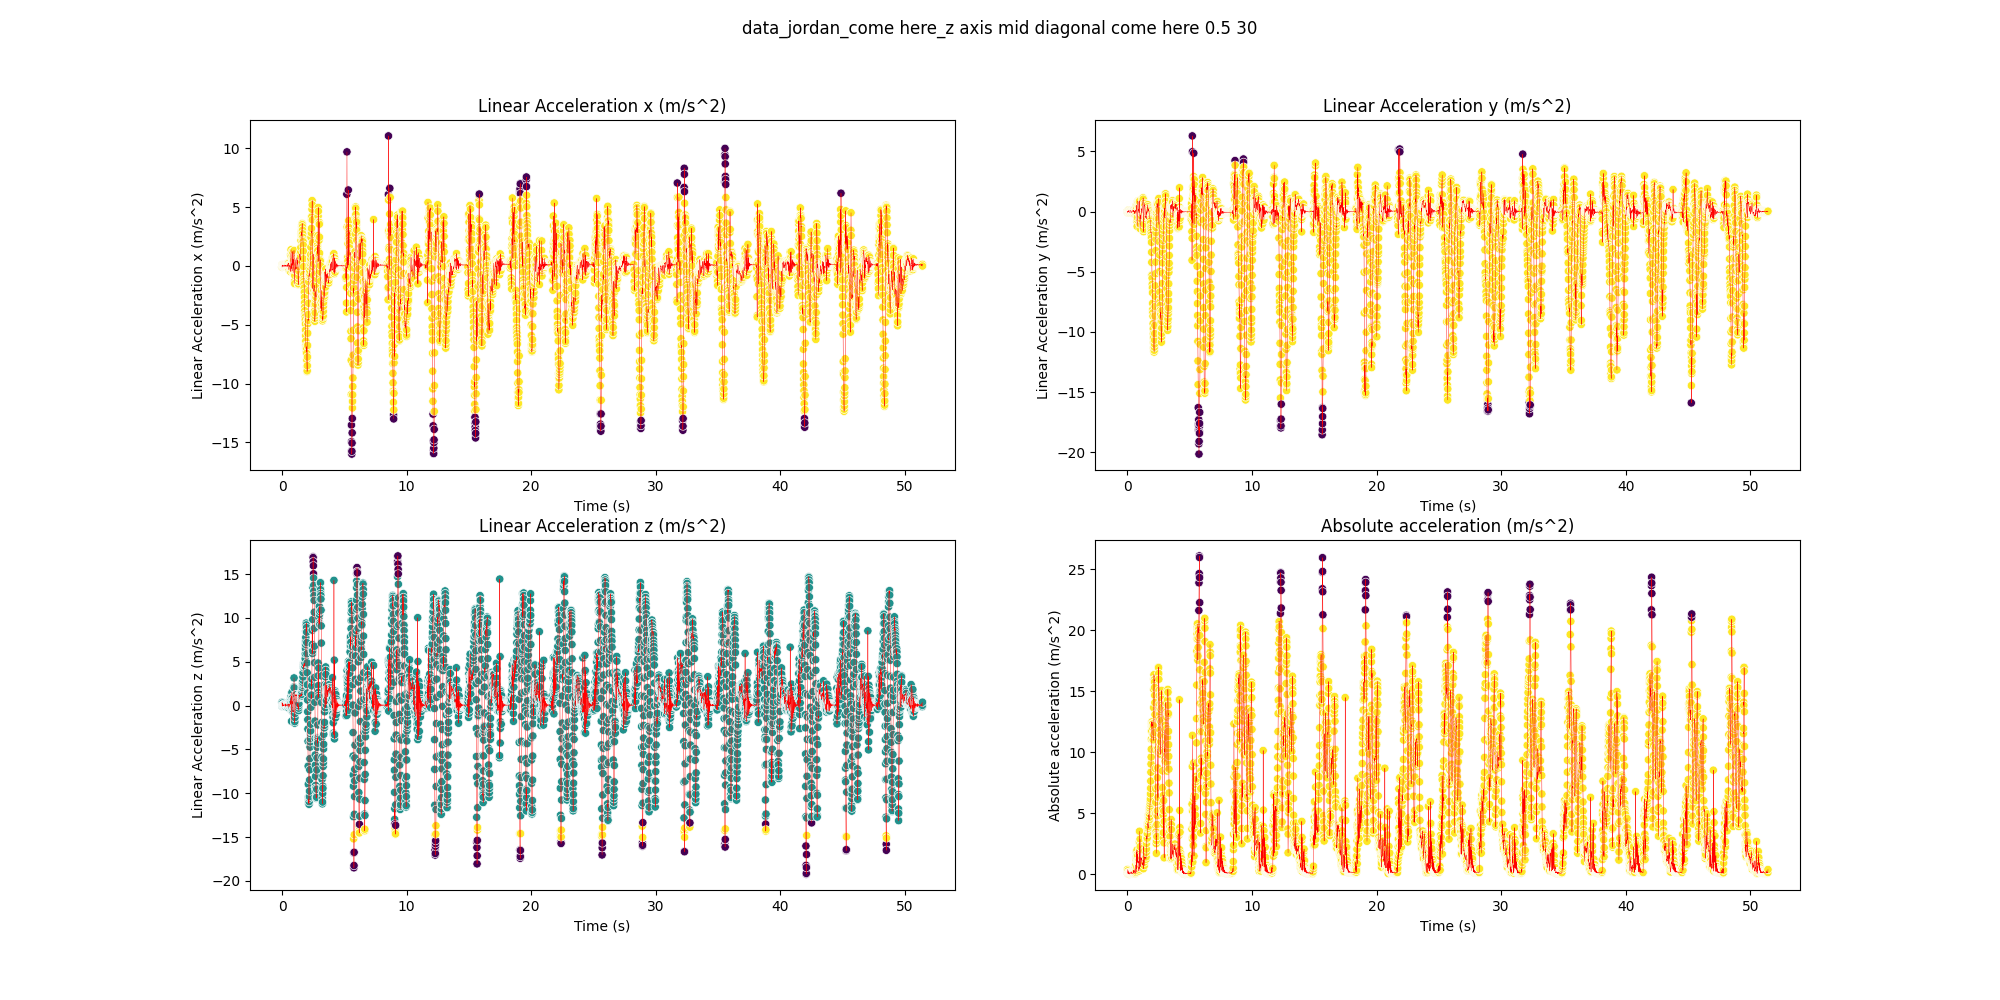 data_jordan_come here_z axis mid diagonal come here 0.5 30
Linear Acceleration x (m/s^2)
Linear Acceleration x (m/s^2)
10
5
0
−5
−10
−15
0 10 20 30 40 50
Time (s)
Linear Acceleration y (m/s^2)
Linear Acceleration y (m/s^2)
5
0
−5
−10
−15
−20
0 10 20 30 40 50
Time (s)
Linear Acceleration z (m/s^2)
Linear Acceleration z (m/s^2)
15
10
5
0
−5
−10
−15
−20
0 10 20 30 40 50
Time (s)
Absolute acceleration (m/s^2)
Absolute acceleration (m/s^2)
25
20
15
10
5
0
0 10 20 30 40 50
Time (s)